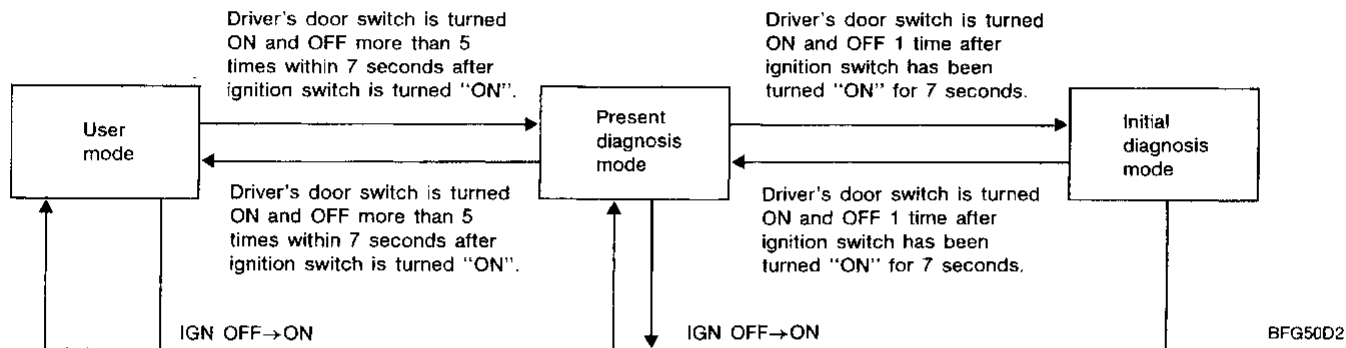 Driver's door switch is turned
ON and OFF more than 5
times within 7 seconds after
ignition switch is turned "ON".
Driver's door switch is turned
ON and OFF 1 time after
ignition switch has been
turned "ON" for 7 seconds.
User
mode
Present
diagnosis
mode
Initial
diagnosis
mode
Driver's door switch is turned
ON and OFF more than 5
times within 7 seconds after
ignition switch is turned "ON".
Driver's door switch is turned
ON and OFF 1 time after
ignition switch has been
turned "ON" for 7 seconds.
IGN OFF→ON
IGN OFF→ON
BFG50D2